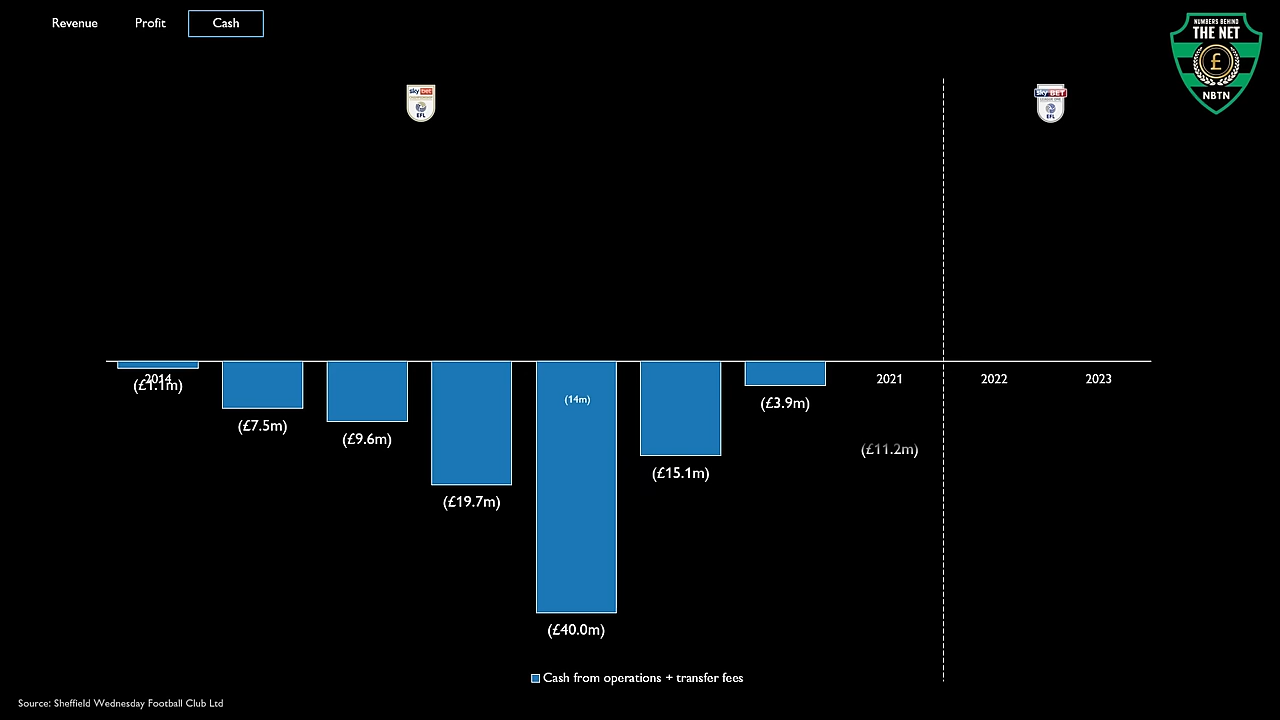 Revenue
Profit
Cash
NUMBERS BEHIND
THE NET
£
NBTN
sky bet
EFL
sky BET
EFL
2014
2021
2022
2023
(£1.1m)
(£7.5m)
(£9.6m)
(£19.7m)
(14m)
(£40.0m)
(£15.1m)
(£3.9m)
(£11.2m)
Cash from operations + transfer fees
Source: Sheffield Wednesday Football Club Ltd